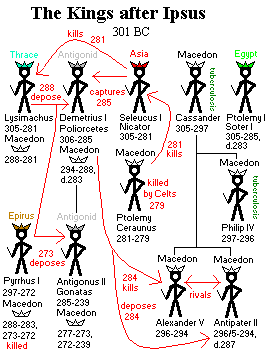 The Kings after Ipsus
301 BC
kills 281
Thrace
Antigonid
Asia
Macedon
Egypt
288
depose
captures
285
tuberculosis
Lysimachus
305-281
Macedon
288-281
Demetrius I
Poliorcetes
306-285
Macedon
294-288,
d.283
Seleucus I
Nicator
305-281
Cassander
305-297
Ptolemy I
Soter I
305-285,
d.283
281
kills
Macedon
killed
by Celts
279
Ptolemy
Ceraunus
281-279
Macedon
tuberculosis
Philip IV
297-296
Epirus
Antigonid
273
deposes
Pyrrhus I
297-272
Macedon
288-283,
273-272
killed
Antigonus II
Gonatas
285-239
Macedon
277-273,
272-239
284
kills
284
deposes
Macedon
rivals
Alexander V
296-294
Antipater II
296/5-294,
d.287